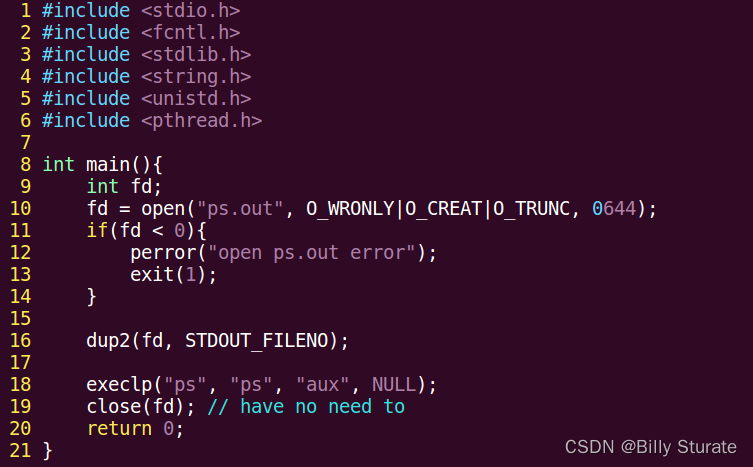 1 #include <stdio.h>
2 #include <fcntl.h>
3 #include <stdlib.h>
4 #include <string.h>
5 #include <unistd.h>
6 #include <pthread.h>
7
8 int main(){
9     int fd;
10     fd = open("ps.out", O_WRONLY|O_CREAT|O_TRUNC, 0644);
11     if(fd < 0){
12         perror("open ps.out error");
13         exit(1);
14     }
15
16     dup2(fd, STDOUT_FILENO);
17
18     execlp("ps", "ps", "aux", NULL);
19     close(fd); // have no need to
20     return 0;
21 }
CSDN @Billy Sturate